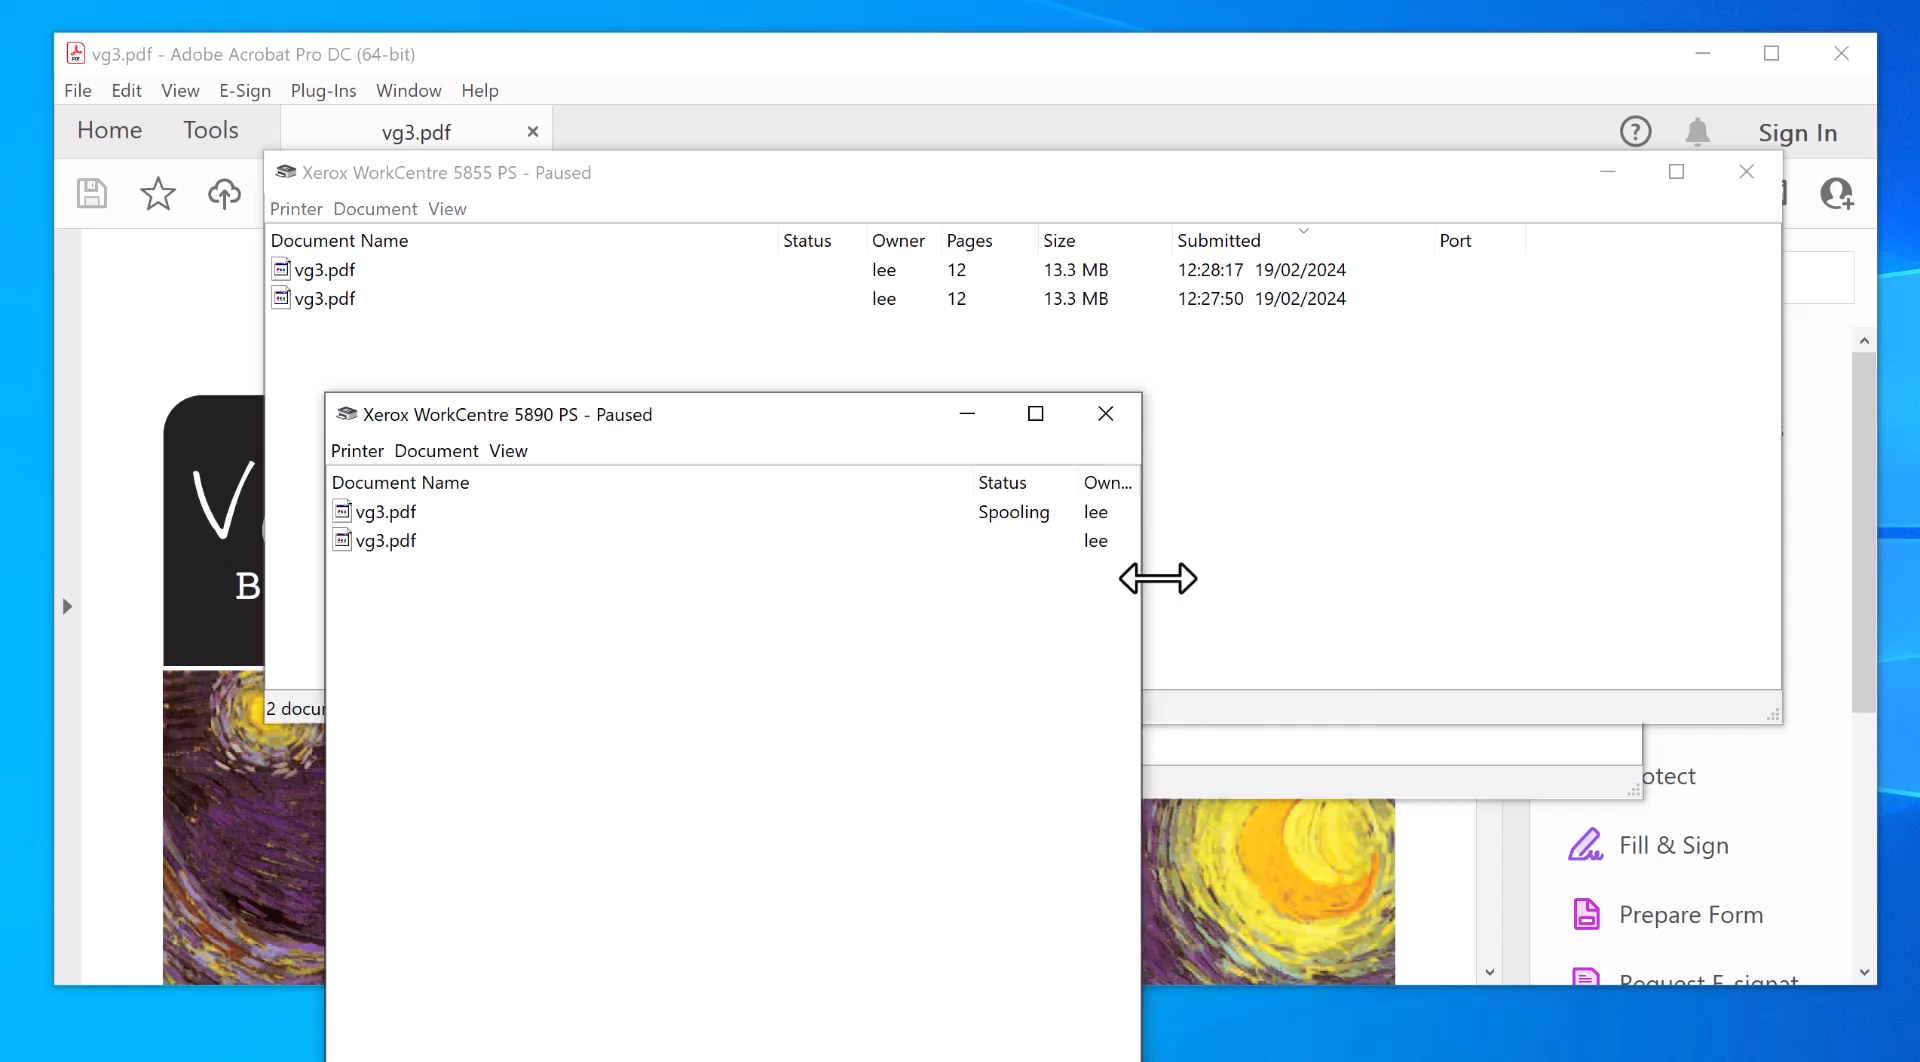 vg3.pdf - Adobe Acrobat Pro DC (64-bit)
File Edit View E-Sign Plug-Ins Window Help
Home Tools vg3.pdf Sign In
Xerox WorkCentre 5855 PS - Paused
Printer Document View
Document Name Status Owner Pages Size Submitted Port
vg3.pdf lee 12 13.3 MB 12:28:17 19/02/2024
vg3.pdf lee 12 13.3 MB 12:27:50 19/02/2024
2 docu
Xerox WorkCentre 5890 PS - Paused
Printer Document View
Document Name Status Own...
vg3.pdf Spooling lee
vg3.pdf lee
V
B
otect
Fill & Sign
Prepare Form
Request E-signat